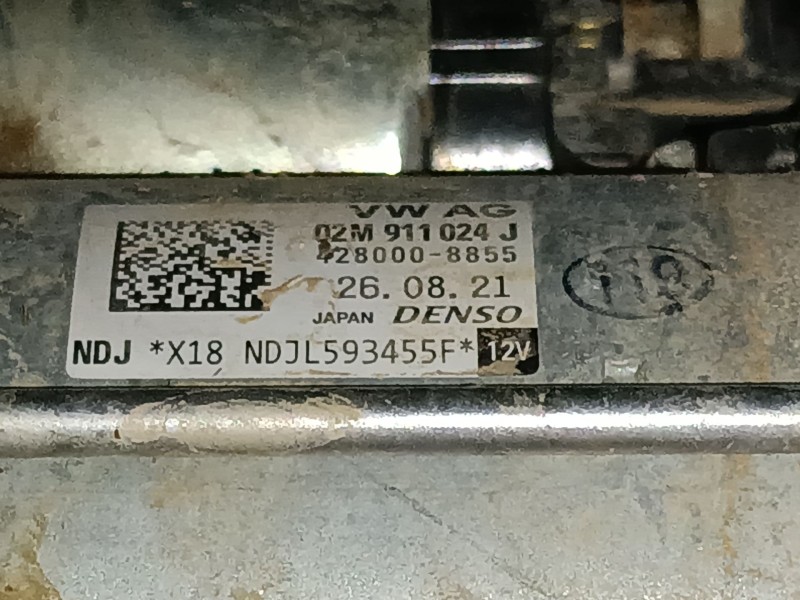 VW AG
02M 911 024 J
428000-8855
26.08.21
JAPAN DENSO
NDJ *X18 NDJL593455F* 12V